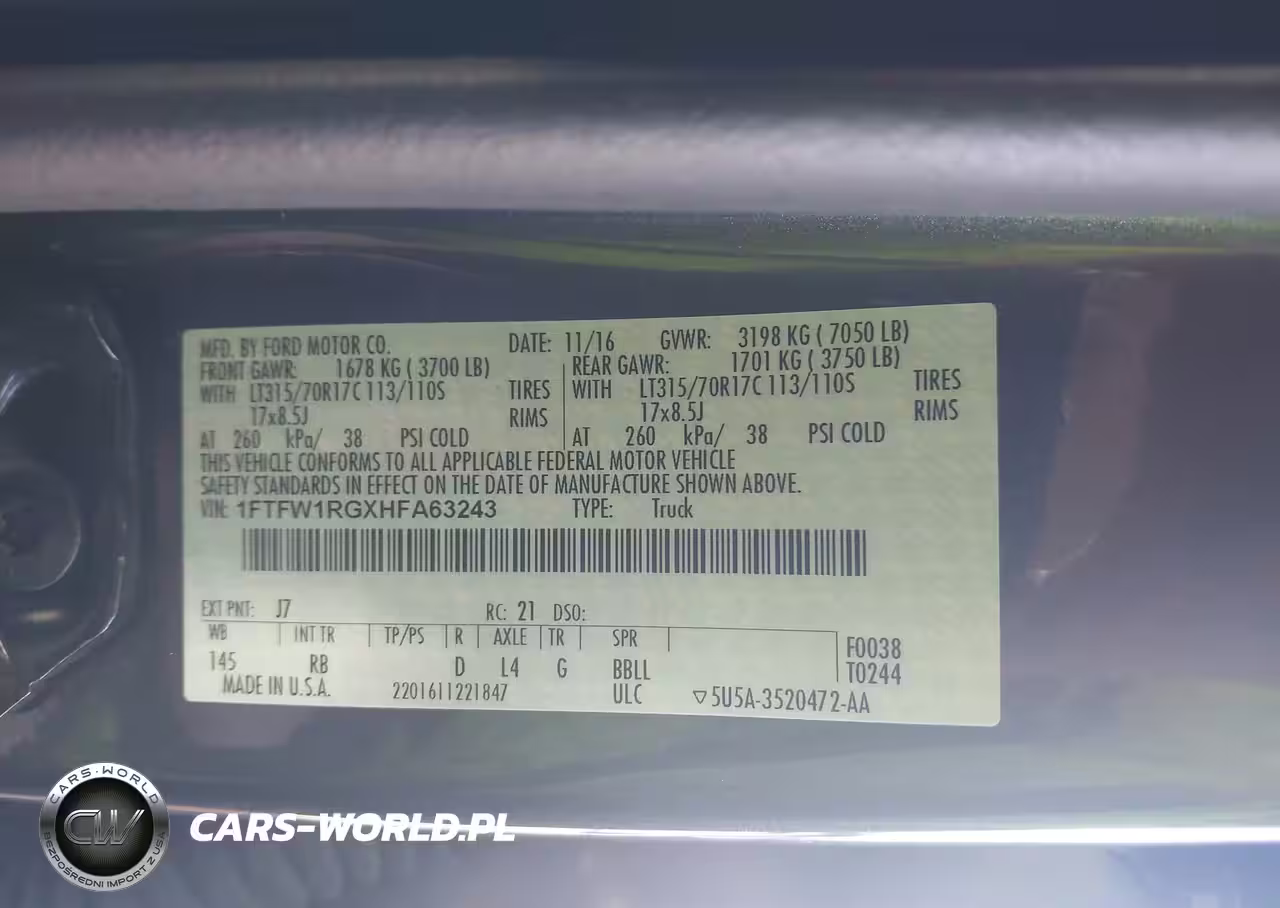 MFD. BY FORD MOTOR CO. DATE: 11/16 GVWR: 3198 KG ( 7050 LB)
FRONT GAWR: 1678 KG ( 3700 LB) REAR GAWR: 1701 KG ( 3750 LB)
WITH LT315/70R17C 113/110S TIRES WITH LT315/70R17C 113/110S TIRES
17x8.5J RIMS 17x8.5J RIMS
AT 260 kPa/ 38 PSI COLD AT 260 kPa/ 38 PSI COLD
THIS VEHICLE CONFORMS TO ALL APPLICABLE FEDERAL MOTOR VEHICLE
SAFETY STANDARDS IN EFFECT ON THE DATE OF MANUFACTURE SHOWN ABOVE.
VIN: 1FTFW1RGXHFA63243 TYPE: Truck
EXT PNT: J7 RC: 21 DSO:
WB INT TR TP/PS R AXLE TR SPR F0038
145 RB D L4 G BBLL T0244
MADE IN U.S.A. 2201611221847 ULC 5U5A-3520472-AA
CARS-WORLD
CW
BEZPOŚREDNI IMPORT Z USA
CARS-WORLD.PL